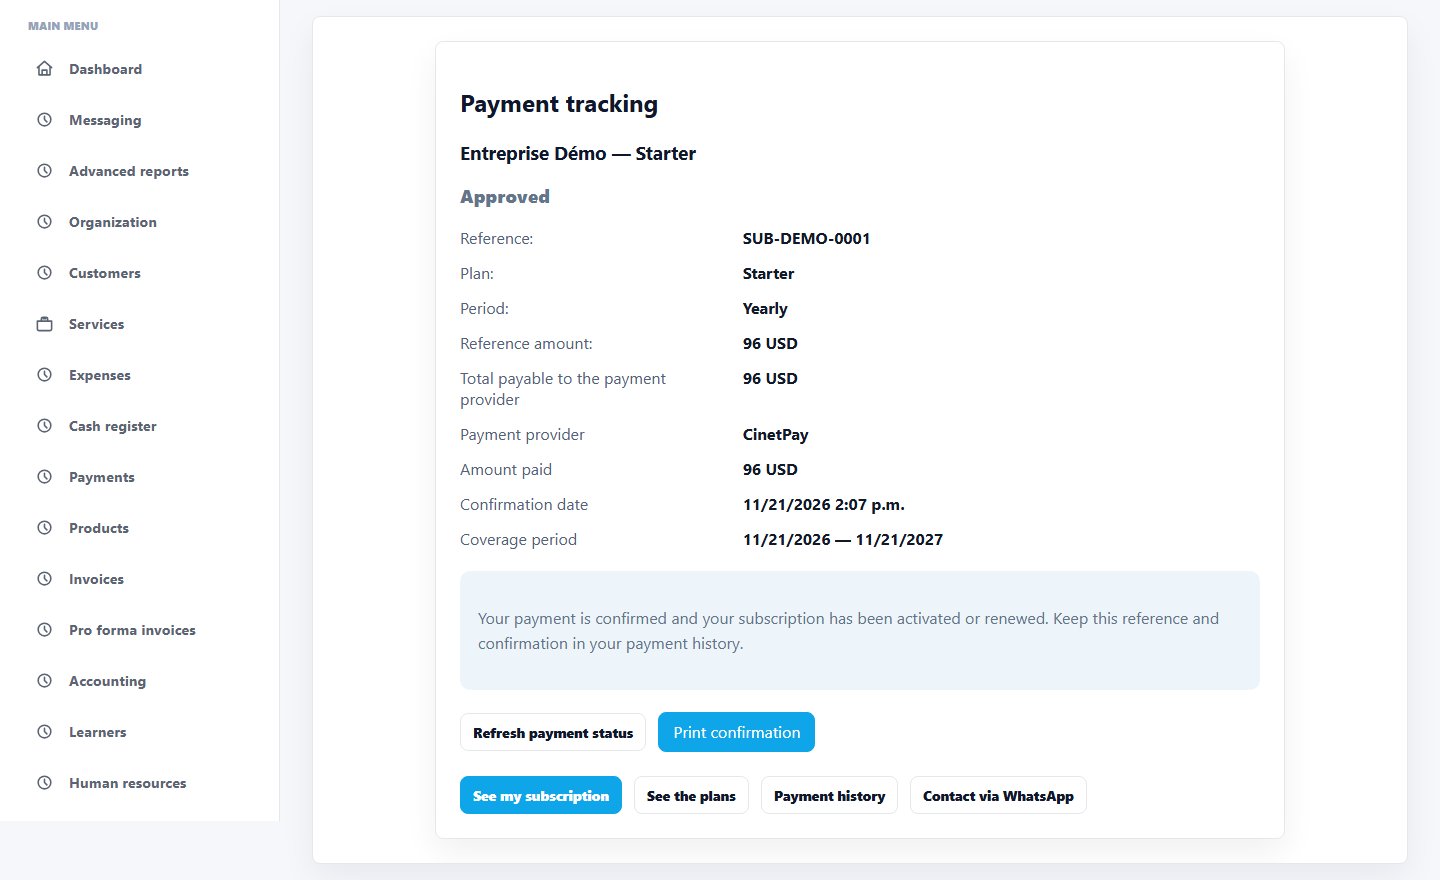 MAIN MENU
Dashboard
Messaging
Advanced reports
Organization
Customers
Services
Expenses
Cash register
Payments
Products
Invoices
Pro forma invoices
Accounting
Learners
Human resources
Payment tracking
Entreprise Démo — Starter
Approved
Reference: SUB-DEMO-0001
Plan: Starter
Period: Yearly
Reference amount: 96 USD
Total payable to the payment 96 USD
provider
Payment provider CinetPay
Amount paid 96 USD
Confirmation date 11/21/2026 2:07 p.m.
Coverage period 11/21/2026 — 11/21/2027
Your payment is confirmed and your subscription has been activated or renewed. Keep this reference and
confirmation in your payment history.
Refresh payment status Print confirmation
See my subscription See the plans Payment history Contact via WhatsApp